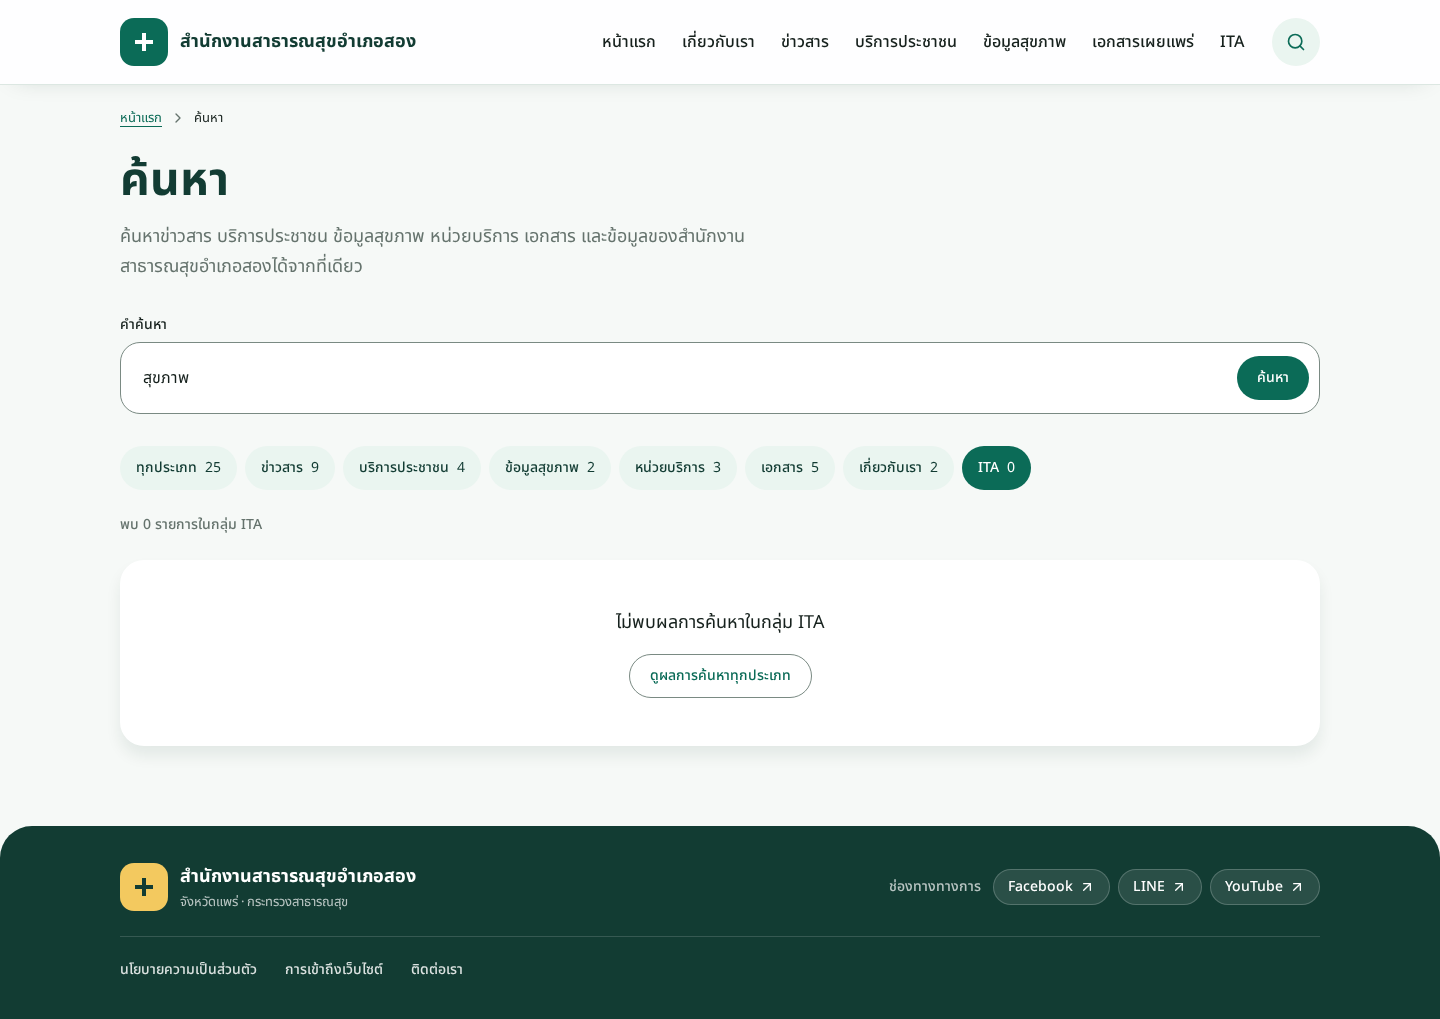 สำนักงานสาธารณสุขอำเภอสอง
หน้าแรก เกี่ยวกับเรา ข่าวสาร บริการประชาชน ข้อมูลสุขภาพ เอกสารเผยแพร่ ITA
หน้าแรก ค้นหา
ค้นหา
ค้นหาข่าวสาร บริการประชาชน ข้อมูลสุขภาพ หน่วยบริการ เอกสาร และข้อมูลของสำนักงาน
สาธารณสุขอำเภอสองได้จากที่เดียว
คำค้นหา
สุขภาพ ค้นหา
ทุกประเภท 25 ข่าวสาร 9 บริการประชาชน 4 ข้อมูลสุขภาพ 2 หน่วยบริการ 3 เอกสาร 5 เกี่ยวกับเรา 2 ITA 0
พบ 0 รายการในกลุ่ม ITA
ไม่พบผลการค้นหาในกลุ่ม ITA
ดูผลการค้นหาทุกประเภท
สำนักงานสาธารณสุขอำเภอสอง
จังหวัดแพร่ · กระทรวงสาธารณสุข
ช่องทางทางการ Facebook LINE YouTube
นโยบายความเป็นส่วนตัว การเข้าถึงเว็บไซต์ ติดต่อเรา